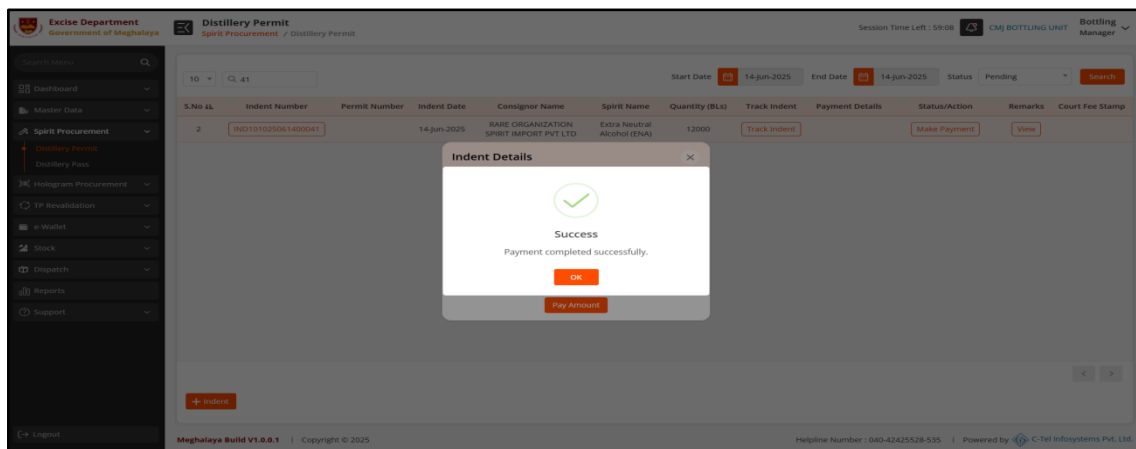 Excise Department
Government of Meghalaya
Distillery Permit
Spirit Procurement / Distillery Permit
Session Time Left : 59:08
CMJ BOTTLING UNIT
Bottling
Manager
Search Menu
Dashboard
Master Data
Spirit Procurement
Distillery Permit
Distillery Pass
Hologram Procurement
TP Revalidation
e-Wallet
Stock
Dispatch
Reports
Support
Logout
10
41
Start Date 14-Jun-2025 End Date 14-Jun-2025 Status Pending Search
S.No Indent Number Permit Number Indent Date Consignor Name Spirit Name Quantity (BLs) Track Indent Payment Details Status/Action Remarks Court Fee Stamp
2 IND101025061400041 14-Jun-2025 RARE ORGANIZATION SPIRIT IMPORT PVT LTD Extra Neutral Alcohol (ENA) 12000 Track Indent Make Payment View
Indent Details
Success
Payment completed successfully.
OK
Pay Amount
< >
+ Indent
Meghalaya Build V1.0.0.1 | Copyright © 2025
Helpline Number : 040-42425528-535 | Powered by C-Tel Infosystems Pvt. Ltd.